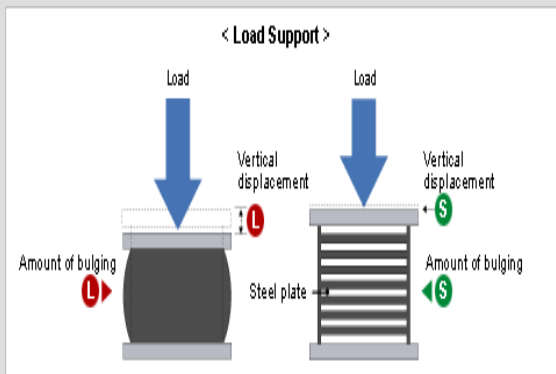 < Load Support >
Load
Load
Vertical
displacement
L
Vertical
displacement
S
Amount of bulging
L
Steel plate
Amount of bulging
S